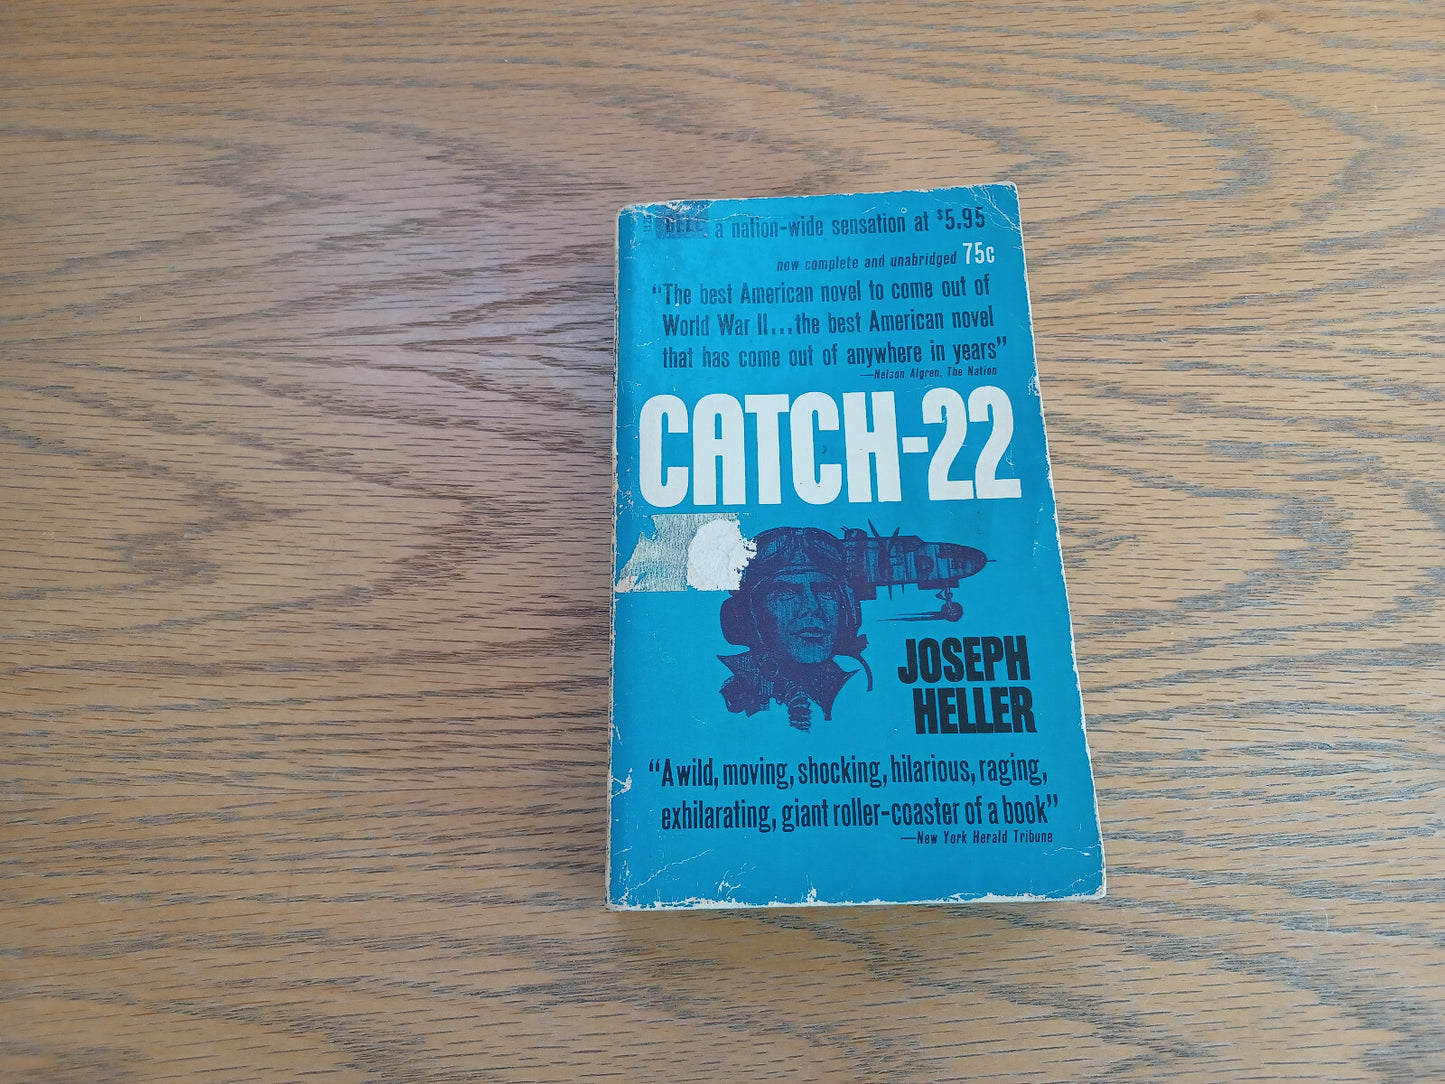 DELL
a nation-wide sensation at $5.95
now complete and unabridged 75c
"The best American novel to come out of
World War II...the best American novel
that has come out of anywhere in years"
—Nelson Algren, The Nation
CATCH-22
JOSEPH
HELLER
"A wild, moving, shocking, hilarious, raging,
exhilarating, giant roller-coaster of a book"
—New York Herald Tribune